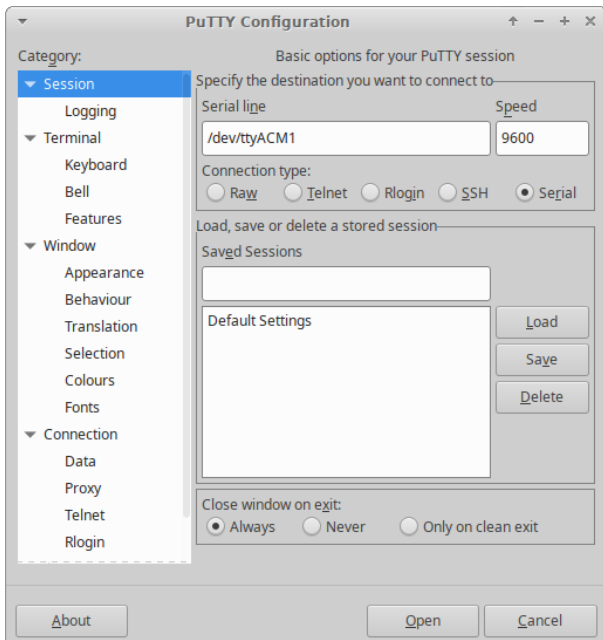 PuTTY Configuration
Category:
Session
Logging
Terminal
Keyboard
Bell
Features
Window
Appearance
Behaviour
Translation
Selection
Colours
Fonts
Connection
Data
Proxy
Telnet
Rlogin
Basic options for your PuTTY session
Specify the destination you want to connect to
Serial line Speed
/dev/ttyACM1 9600
Connection type:
Raw Telnet Rlogin SSH Serial
Load, save or delete a stored session
Saved Sessions
Default Settings
Load
Save
Delete
Close window on exit:
Always Never Only on clean exit
About Open Cancel